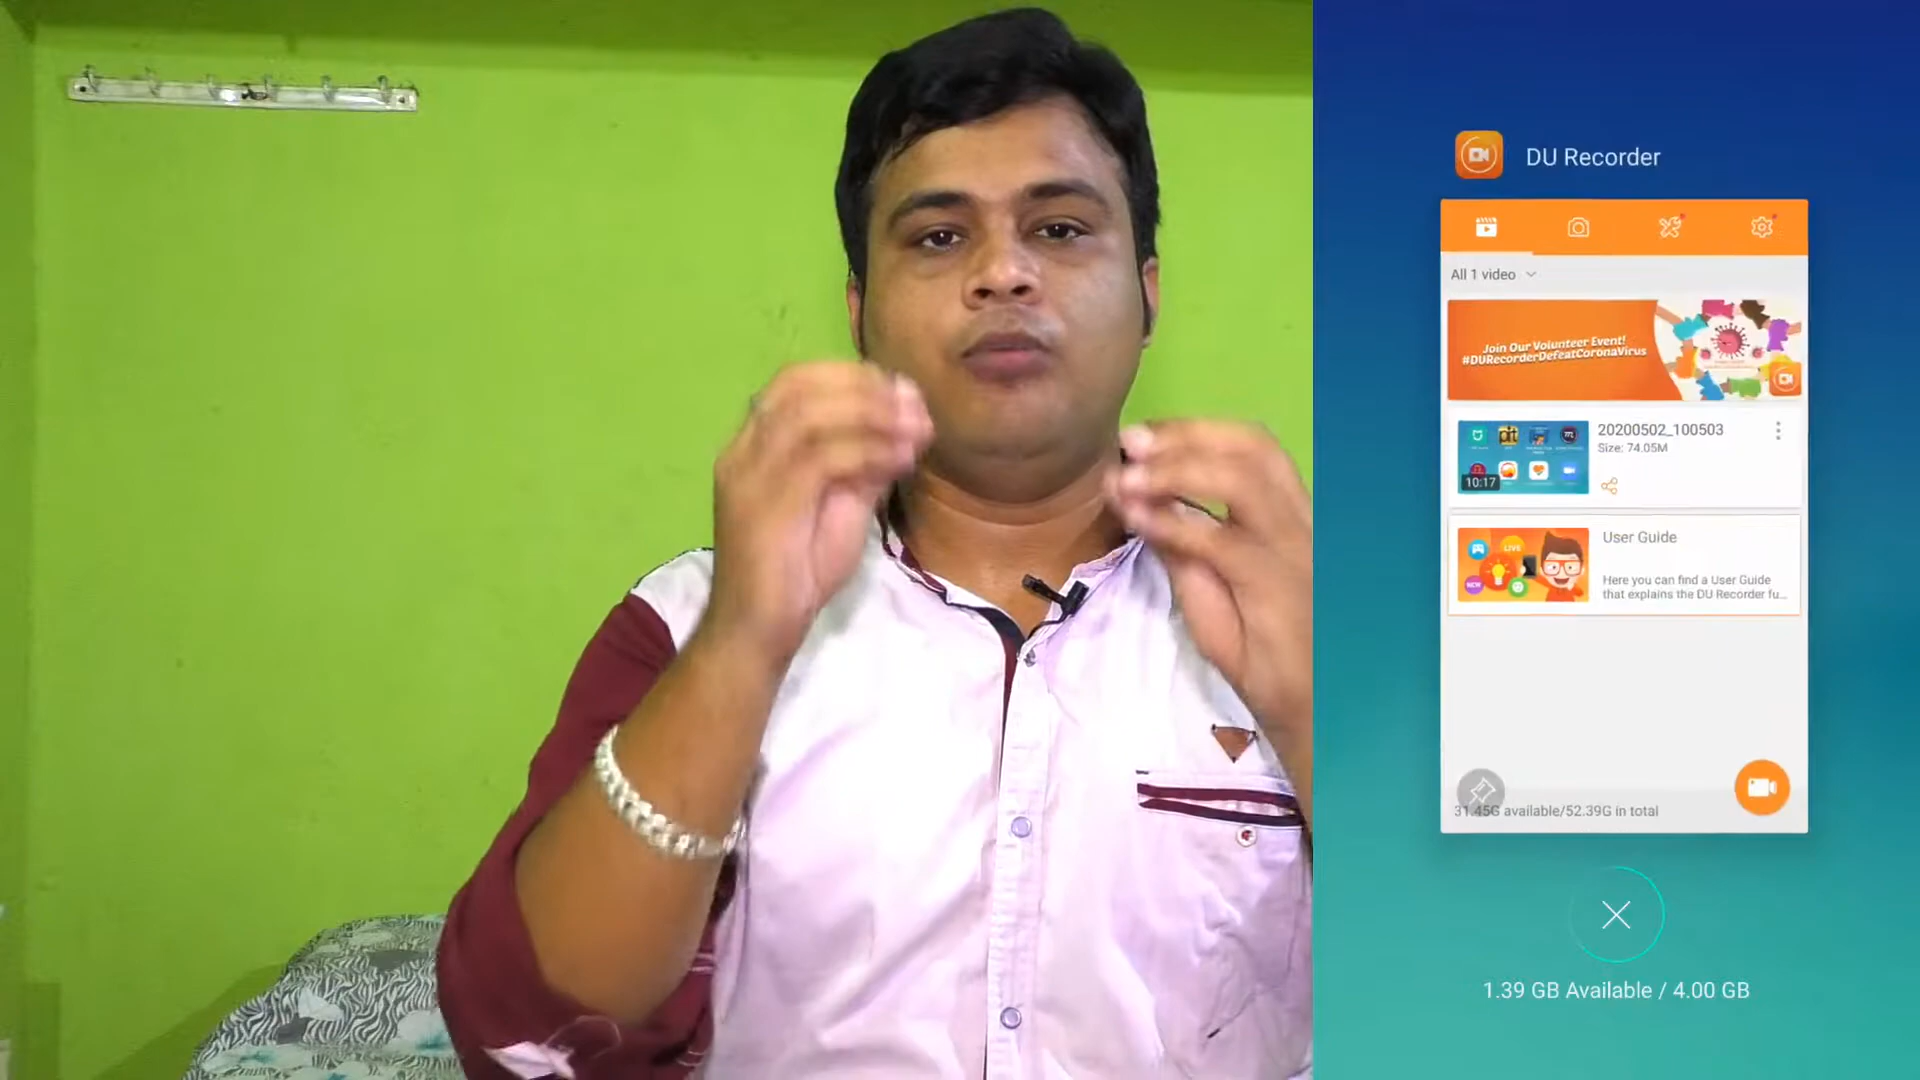 DU Recorder
All 1 video
Join Our Volunteer Event!
#DURecorderDefeatCoronaVirus
20200502_100503
Size: 74.05M
10:17
User Guide
LIVE
NEW
Here you can find a User Guide
that explains the DU Recorder fu...
31.45G available/52.39G in total
1.39 GB Available / 4.00 GB